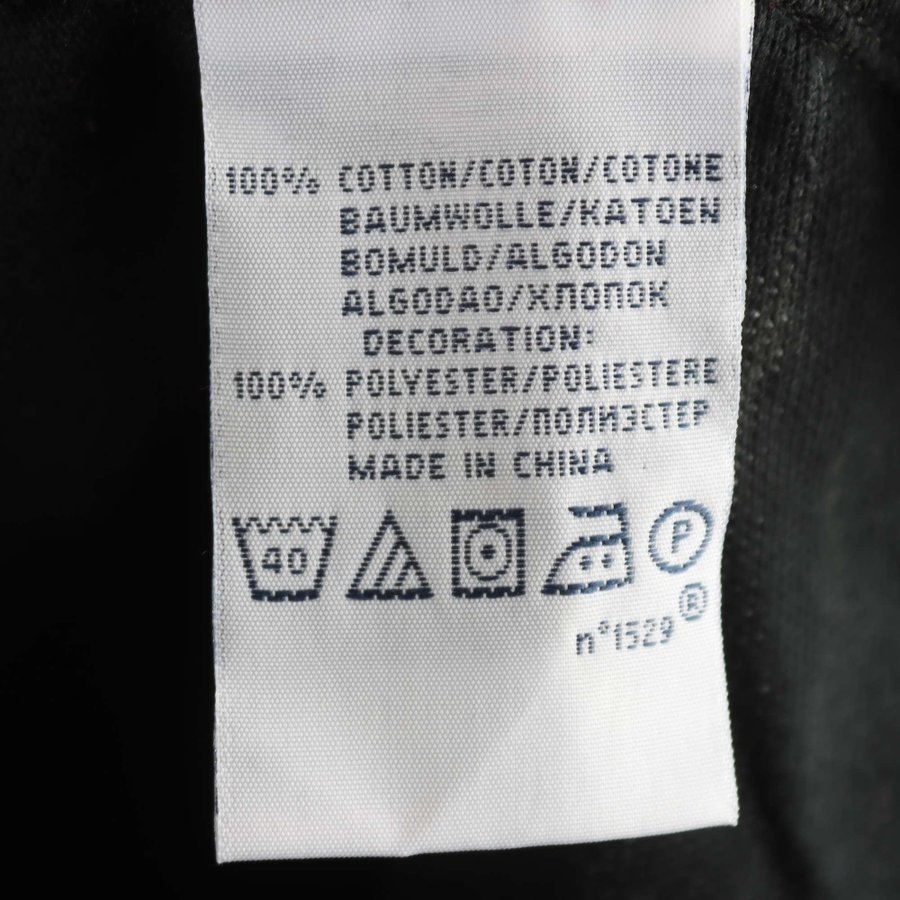 100% COTTON/COTON/COTONE
BAUMWOLLE/KATOEN
BOMULD/ALGODON
ALGODAO/ХЛОПОК
DECORATION:
100% POLYESTER/POLIESTERE
POLIESTER/ПОЛИЭСТЕР
MADE IN CHINA
40 P
n°1529 ®